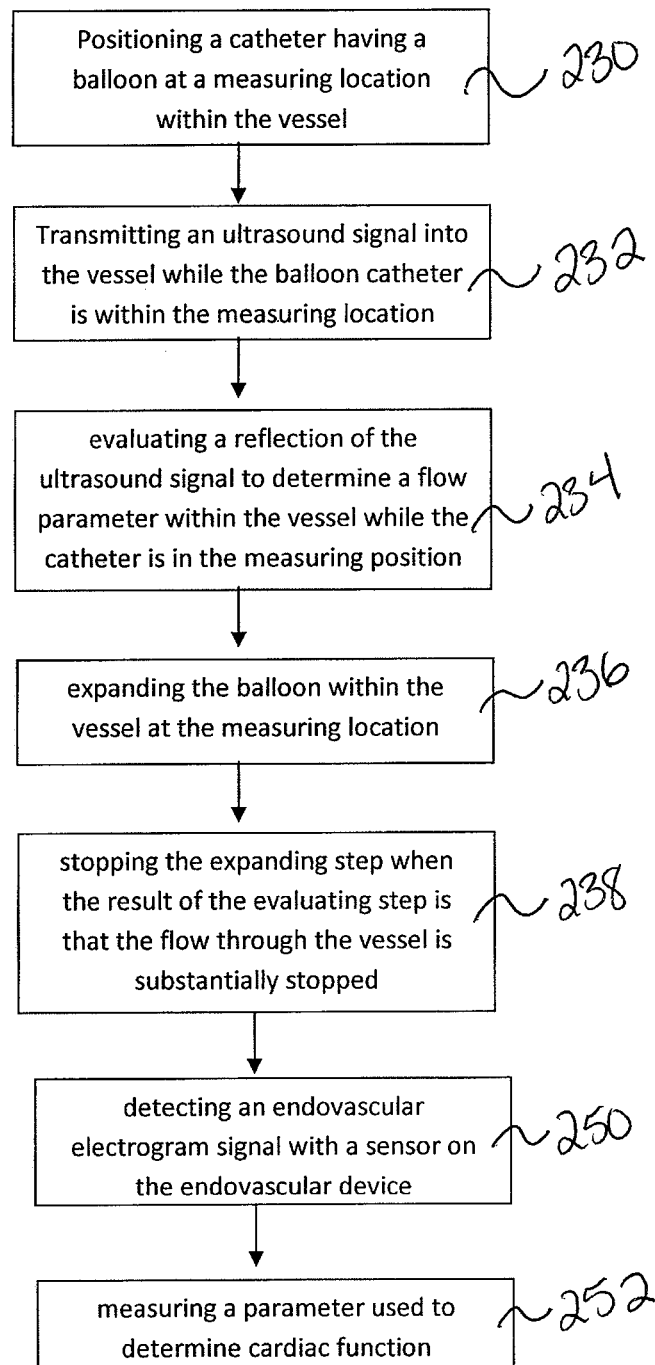 Positioning a catheter having a
balloon at a measuring location
within the vessel
230
Transmitting an ultrasound signal into
the vessel while the balloon catheter
is within the measuring location
232
evaluating a reflection of the
ultrasound signal to determine a flow
parameter within the vessel while the
catheter is in the measuring position
234
expanding the balloon within the
vessel at the measuring location
236
stopping the expanding step when
the result of the evaluating step is
that the flow through the vessel is
substantially stopped
238
detecting an endovascular
electrogram signal with a sensor on
the endovascular device
250
measuring a parameter used to
determine cardiac function
252